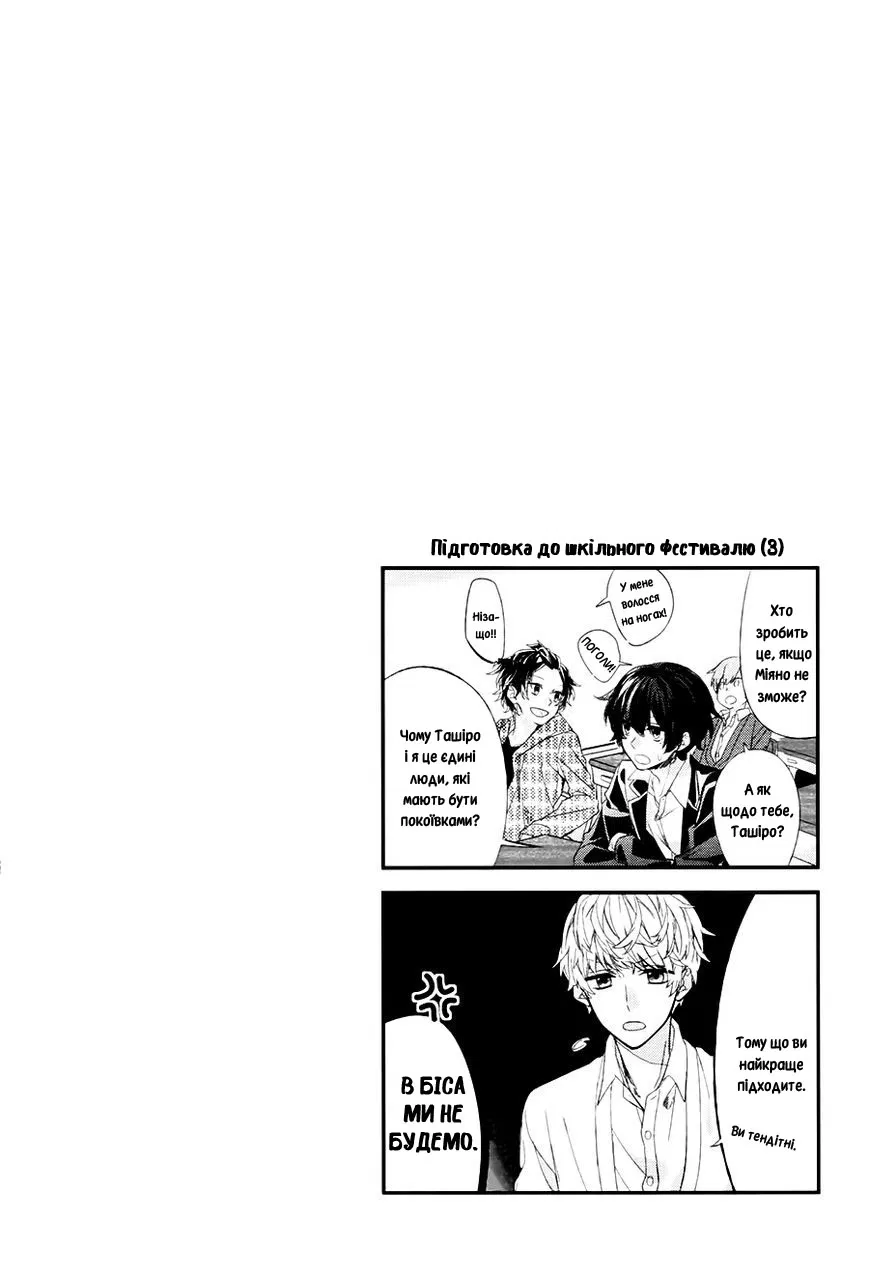 Підготовка до шкільного фестивалю (3)
Хто
зробить
це, якщо
Міяно не
зможе?
А як
щодо тебе,
Таширо?
У мене
волосся
на ногах!
ПОГОЛИ!
Ніза-
що!!
Чому Таширо
і я це єдині
люди, які
мають бути
покоївками?
Тому що ви
найкраще
підходите.
Ви тендітні.
В БІСА
МИ НЕ
БУДЕМО.